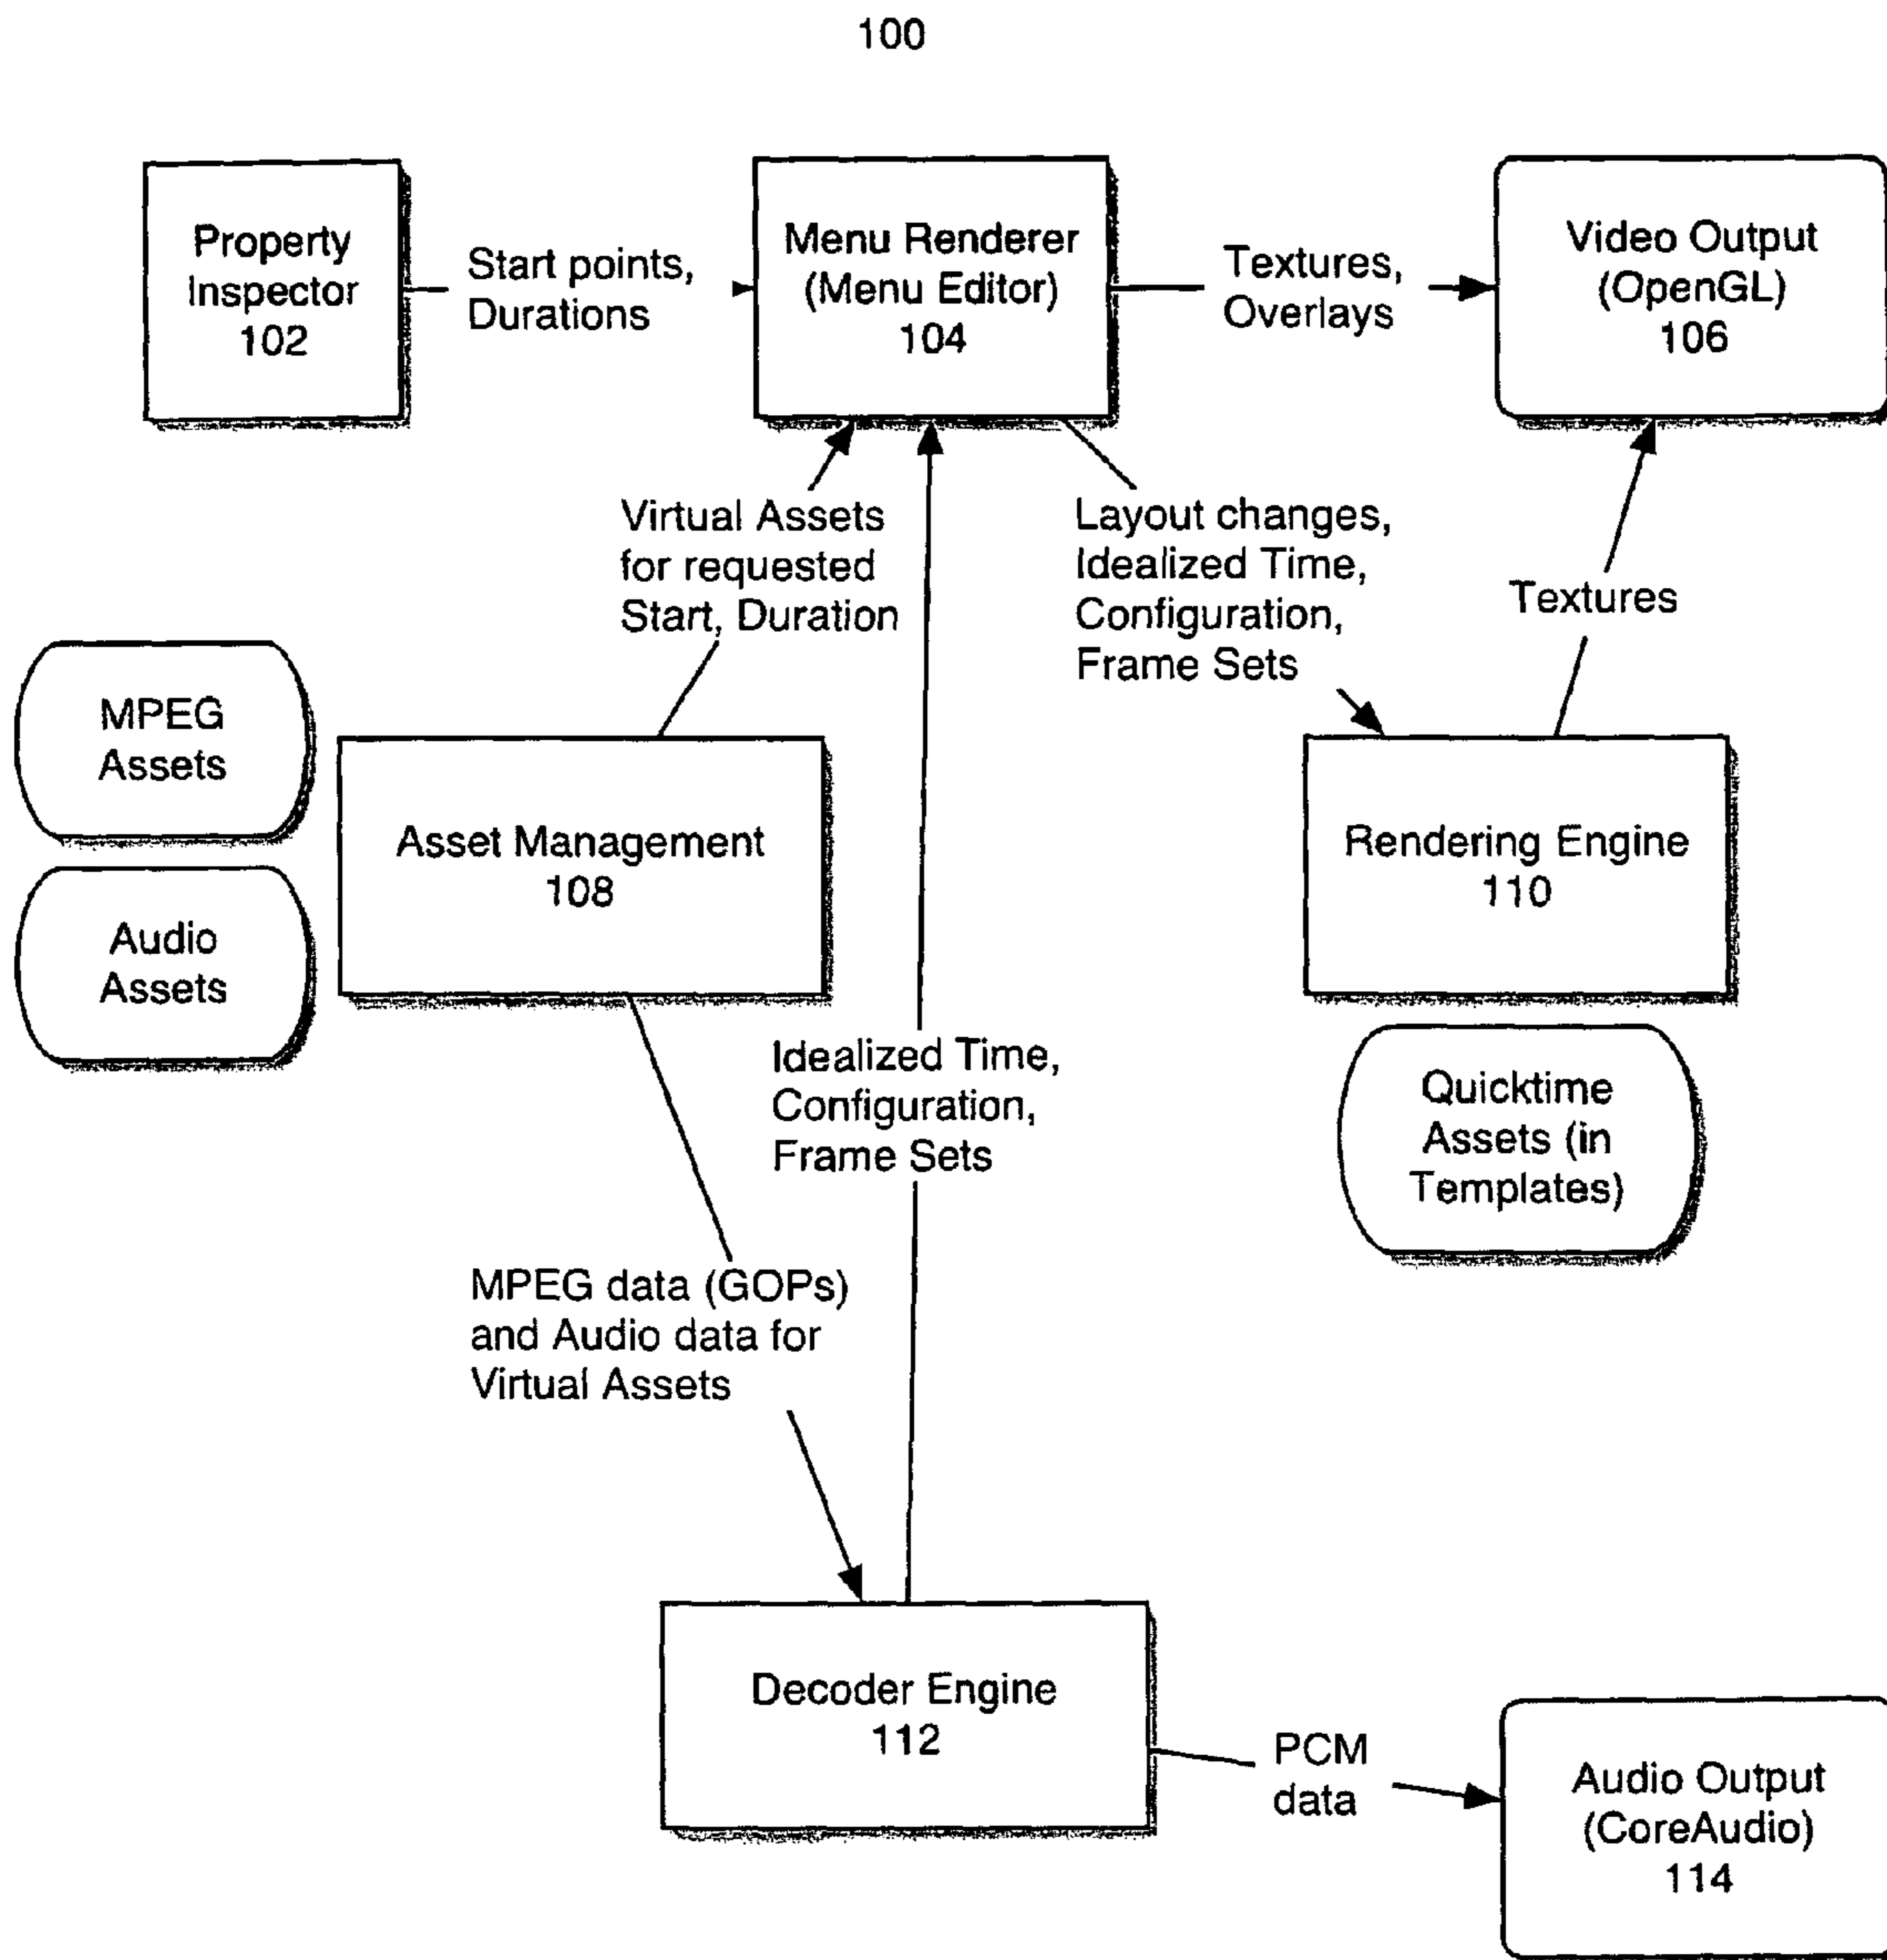 100
Property
Inspector
102
Start points,
Durations
Menu Renderer
(Menu Editor)
104
Textures,
Overlays
Video Output
(OpenGL)
106
Virtual Assets
for requested
Start, Duration
Layout changes,
Idealized Time,
Configuration,
Frame Sets
Textures
MPEG
Assets
Audio
Assets
Asset Management
108
Rendering Engine
110
Quicktime
Assets (in
Templates)
Idealized Time,
Configuration,
Frame Sets
MPEG data (GOPs)
and Audio data for
Virtual Assets
Decoder Engine
112
PCM
data
Audio Output
(CoreAudio)
114